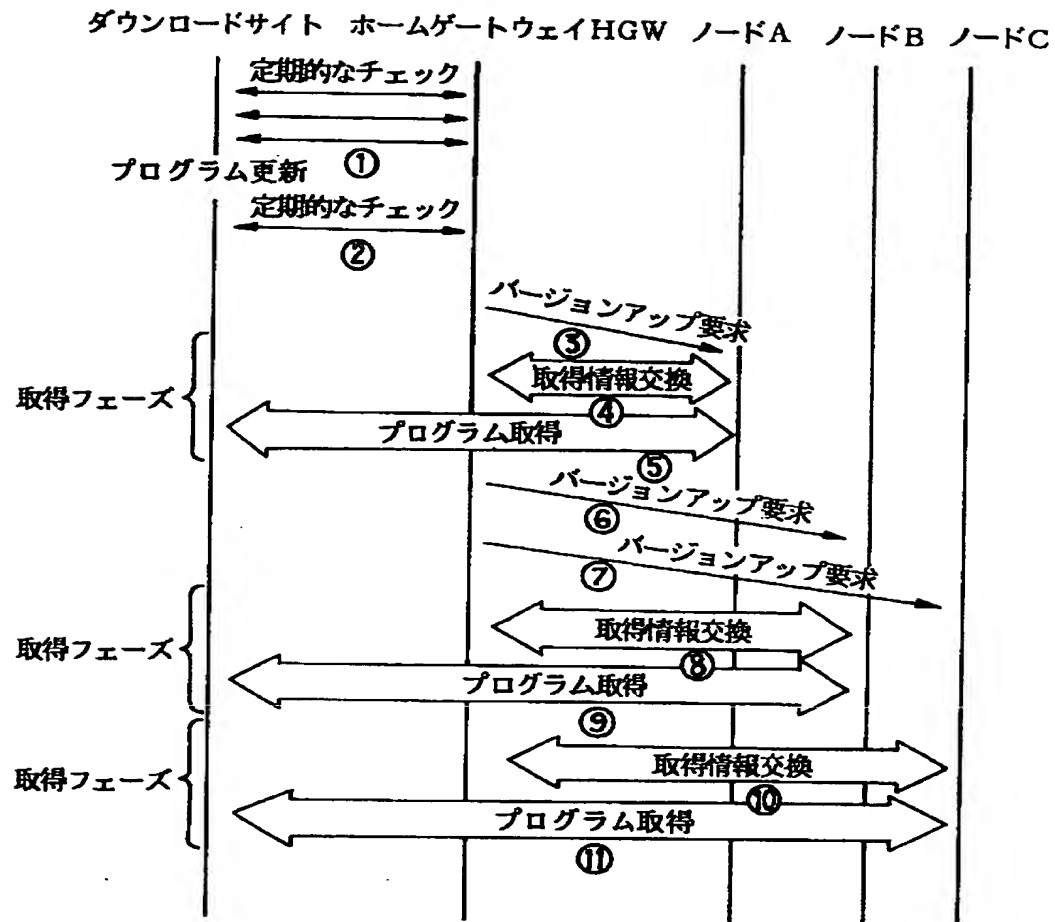 ダウンロードサイト ホームゲートウェイHGW ノードA ノードB ノードC
定期的なチェック
①
プログラム更新
定期的なチェック
②
バージョンアップ要求
③
取得フェーズ
取得情報交換
④
プログラム取得
⑤
バージョンアップ要求
⑥
バージョンアップ要求
⑦
取得フェーズ
取得情報交換
⑧
プログラム取得
⑨
取得フェーズ
取得情報交換
⑩
プログラム取得
⑪